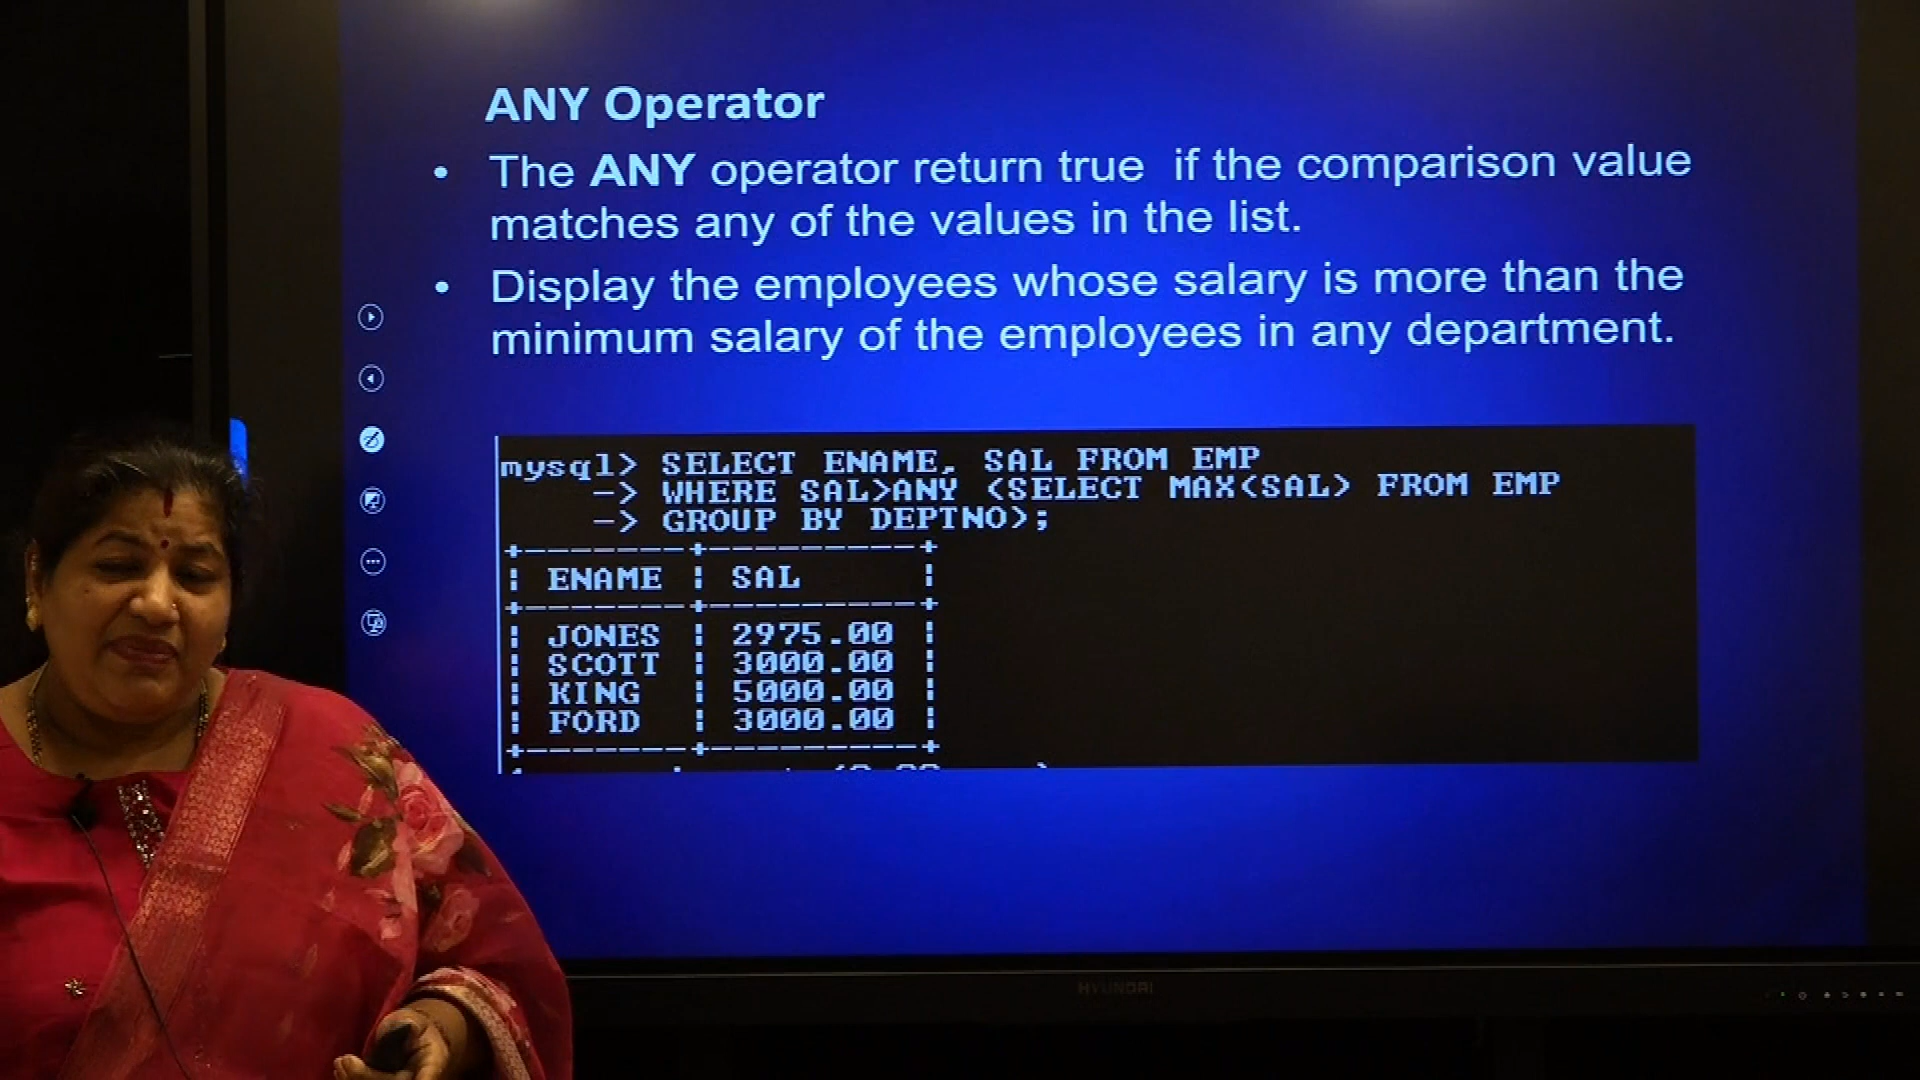 ANY Operator
• The ANY operator return true if the comparison value
matches any of the values in the list.
• Display the employees whose salary is more than the
minimum salary of the employees in any department.
mysql> SELECT ENAME, SAL FROM EMP
-> WHERE SAL>ANY (SELECT MAX(SAL) FROM EMP
-> GROUP BY DEPTNO);
ENAME | SAL
JONES | 2975.00
SCOTT | 3000.00
KING | 5000.00
FORD | 3000.00
HYUNDAI